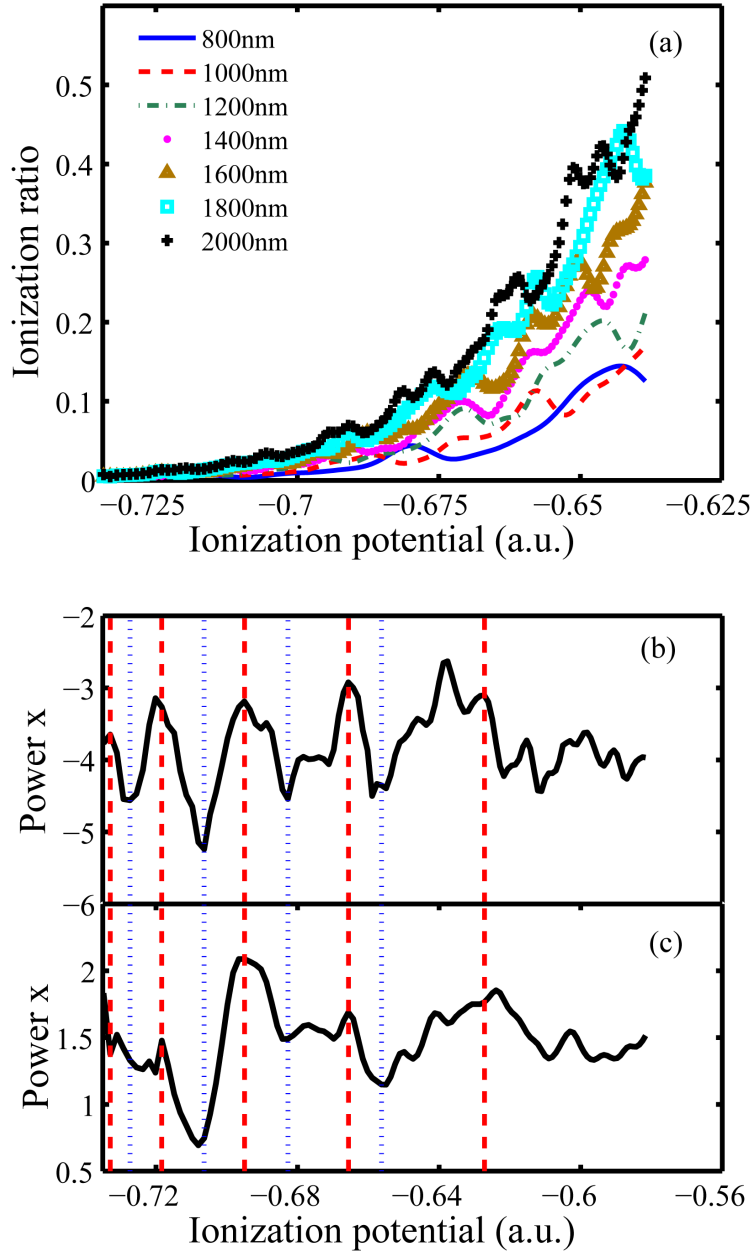 (a)
800nm
1000nm
1200nm
1400nm
1600nm
1800nm
2000nm
0.5
0.4
0.3
0.2
0.1
0
Ionization ratio
−0.725 −0.7 −0.675 −0.65 −0.625
Ionization potential (a.u.)
(b)
−2
−3
−4
−5
−6
Power x
(c)
2
1.5
1
0.5
Power x
−0.72 −0.68 −0.64 −0.6 −0.56
Ionization potential (a.u.)